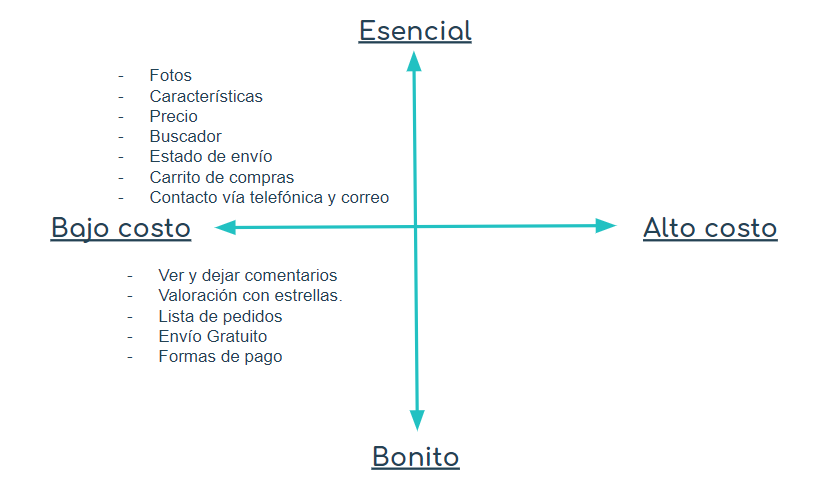 Esencial
- Fotos
- Características
- Precio
- Buscador
- Estado de envío
- Carrito de compras
- Contacto vía telefónica y correo
Bajo costo
Alto costo
- Ver y dejar comentarios
- Valoración con estrellas.
- Lista de pedidos
- Envío Gratuito
- Formas de pago
Bonito